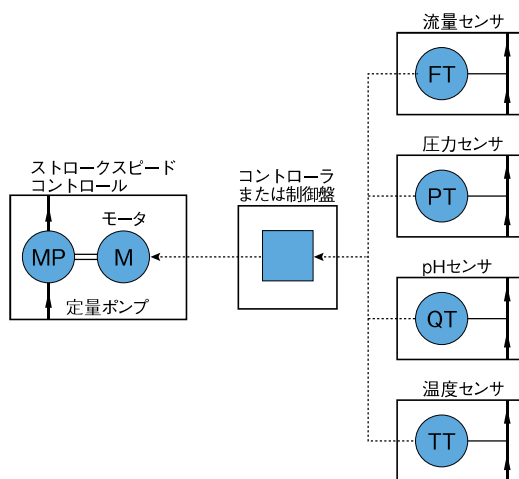 流量センサ
FT
圧力センサ
PT
ストロークスピード
コントロール
モータ
MP
M
定量ポンプ
コントローラ
または制御盤
pHセンサ
QT
温度センサ
TT